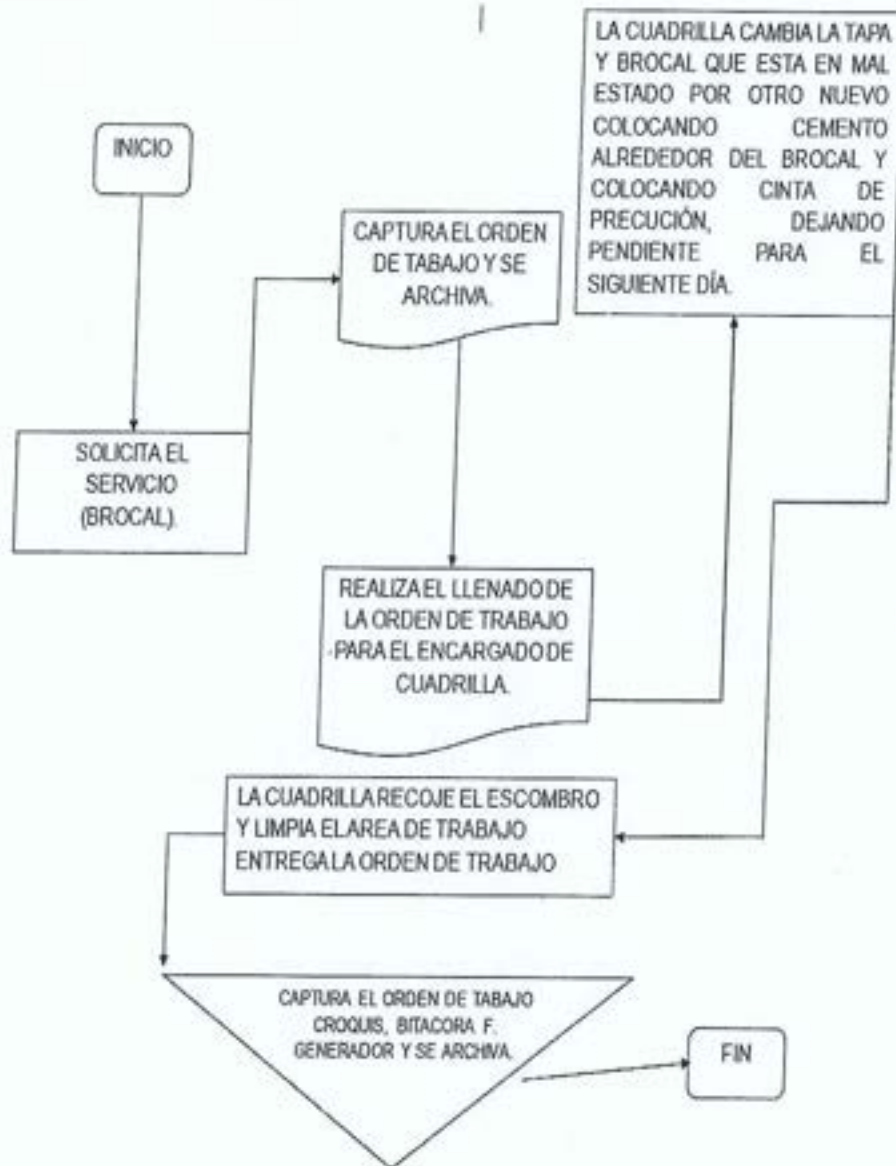 INICIO
SOLICITA EL
SERVICIO
(BROCAL).
CAPTURA EL ORDEN
DE TABAJO Y SE
ARCHIVA.
REALIZA EL LLENADO DE
LA ORDEN DE TRABAJO
PARA EL ENCARGADO DE
CUADRILLA.
LA CUADRILLA CAMBIA LA TAPA
Y BROCAL QUE ESTA EN MAL
ESTADO POR OTRO NUEVO
COLOCANDO CEMENTO
ALREDEDOR DEL BROCAL Y
COLOCANDO CINTA DE
PRECUCIÓN, DEJANDO
PENDIENTE PARA EL
SIGUIENTE DÍA.
LA CUADRILLA RECOJE EL ESCOMBRO
Y LIMPIA EL AREA DE TRABAJO
ENTREGA LA ORDEN DE TRABAJO
CAPTURA EL ORDEN DE TABAJO
CROQUIS, BITACORA F.
GENERADOR Y SE ARCHIVA.
FIN